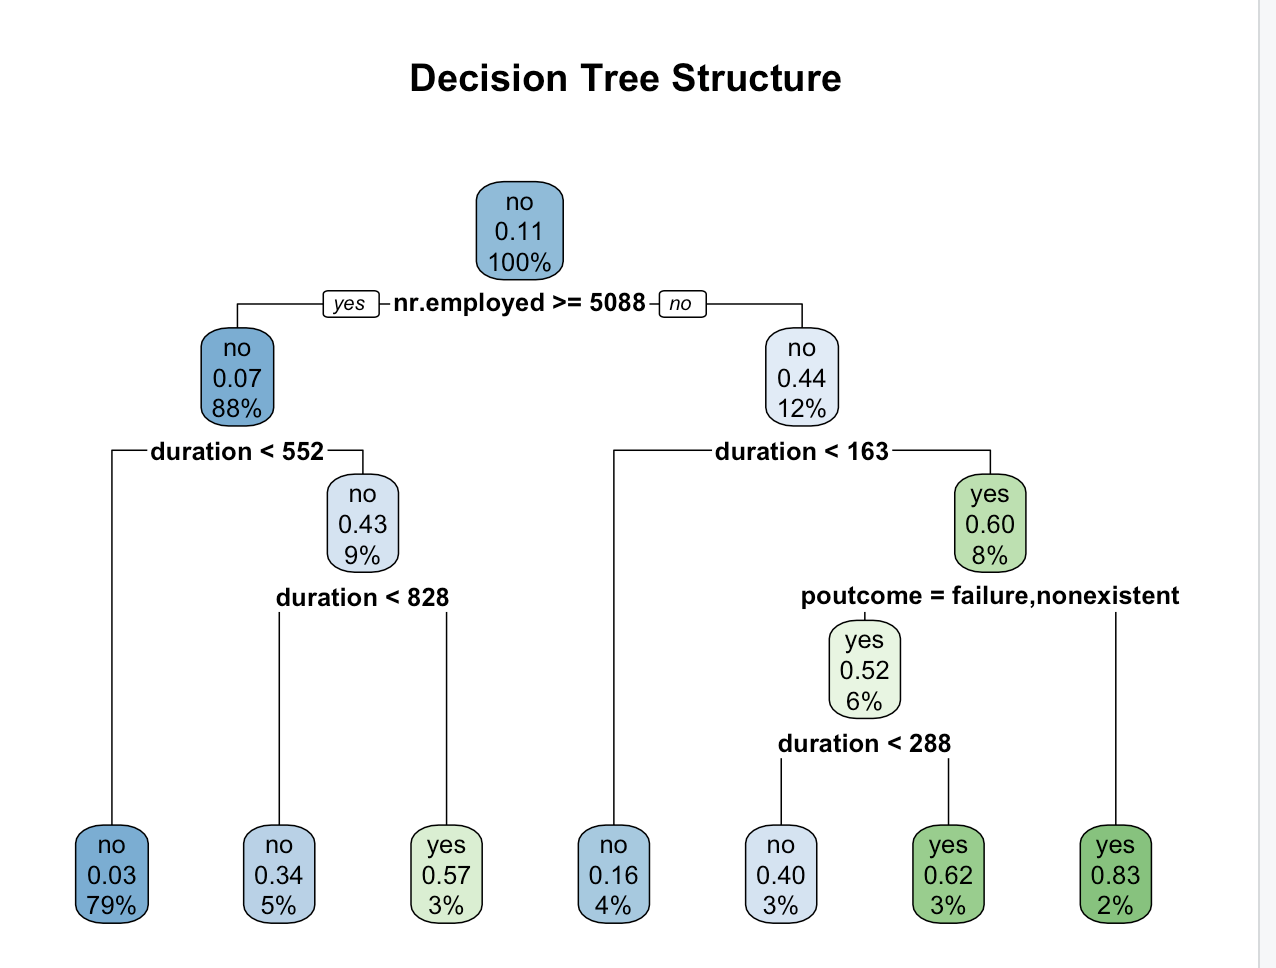 Decision Tree Structure
no
0.11
100%
yes nr.employed >= 5088 no
no
0.07
88%
no
0.44
12%
duration < 552
duration < 163
no
0.43
9%
yes
0.60
8%
duration < 828
poutcome = failure,nonexistent
yes
0.52
6%
duration < 288
no
0.03
79%
no
0.34
5%
yes
0.57
3%
no
0.16
4%
no
0.40
3%
yes
0.62
3%
yes
0.83
2%